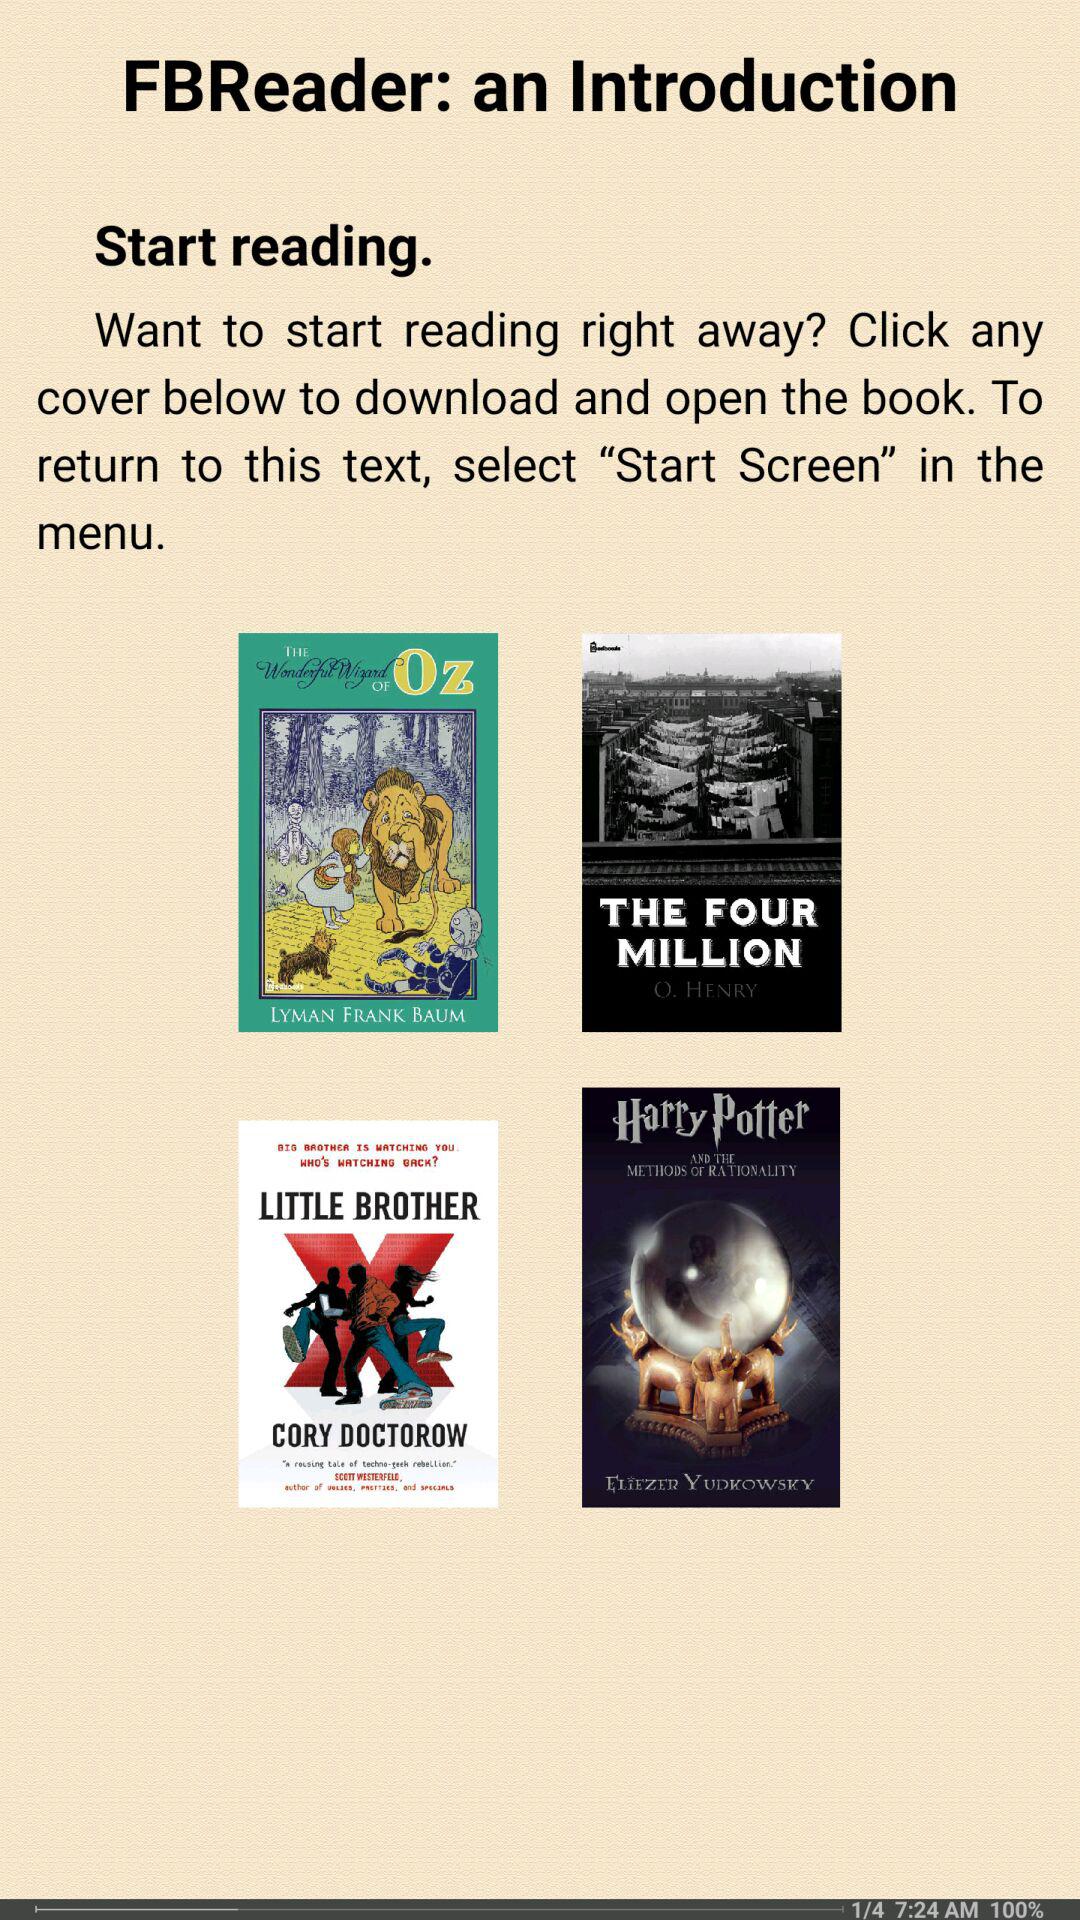 FBReader: an Introduction
Start reading.
Want to start reading right away? Click any
cover below to download and open the book. To
return to this text, select “Start Screen” in the
menu.
THE
Wonderful Wizard
OF OZ
feedbooks
LYMAN FRANK BAUM
feedbooks
THE FOUR
MILLION
O. HENRY
BIG BROTHER IS WATCHING YOU.
WHO'S WATCHING BACK?
LITTLE BROTHER
CORY DOCTOROW
"a rousing tale of techno-geek rebellion."
SCOTT WESTERFELD,
author of UGLIES, PRETTIES, and SPECIALS
Harry Potter
AND THE
METHODS OF RATIONALITY
ELIEZER YUDKOWSKY
1/4 7:24 AM 100%